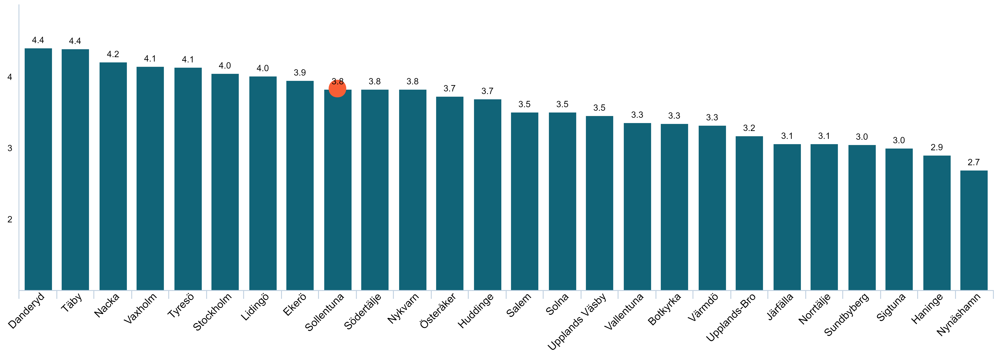 4.4
4.4
4.2
4.1
4.1
4.0
4.0
3.9
3.8
3.8
3.8
3.7
3.7
3.5
3.5
3.5
3.3
3.3
3.3
3.2
3.1
3.1
3.0
3.0
2.9
2.7
4
3
2
Danderyd
Täby
Nacka
Vaxholm
Tyresö
Stockholm
Lidingö
Ekerö
Sollentuna
Södertälje
Nykvarn
Österåker
Huddinge
Salem
Solna
Upplands Väsby
Vallentuna
Botkyrka
Värmdö
Upplands-Bro
Järfälla
Norrtälje
Sundbyberg
Sigtuna
Haninge
Nynäshamn